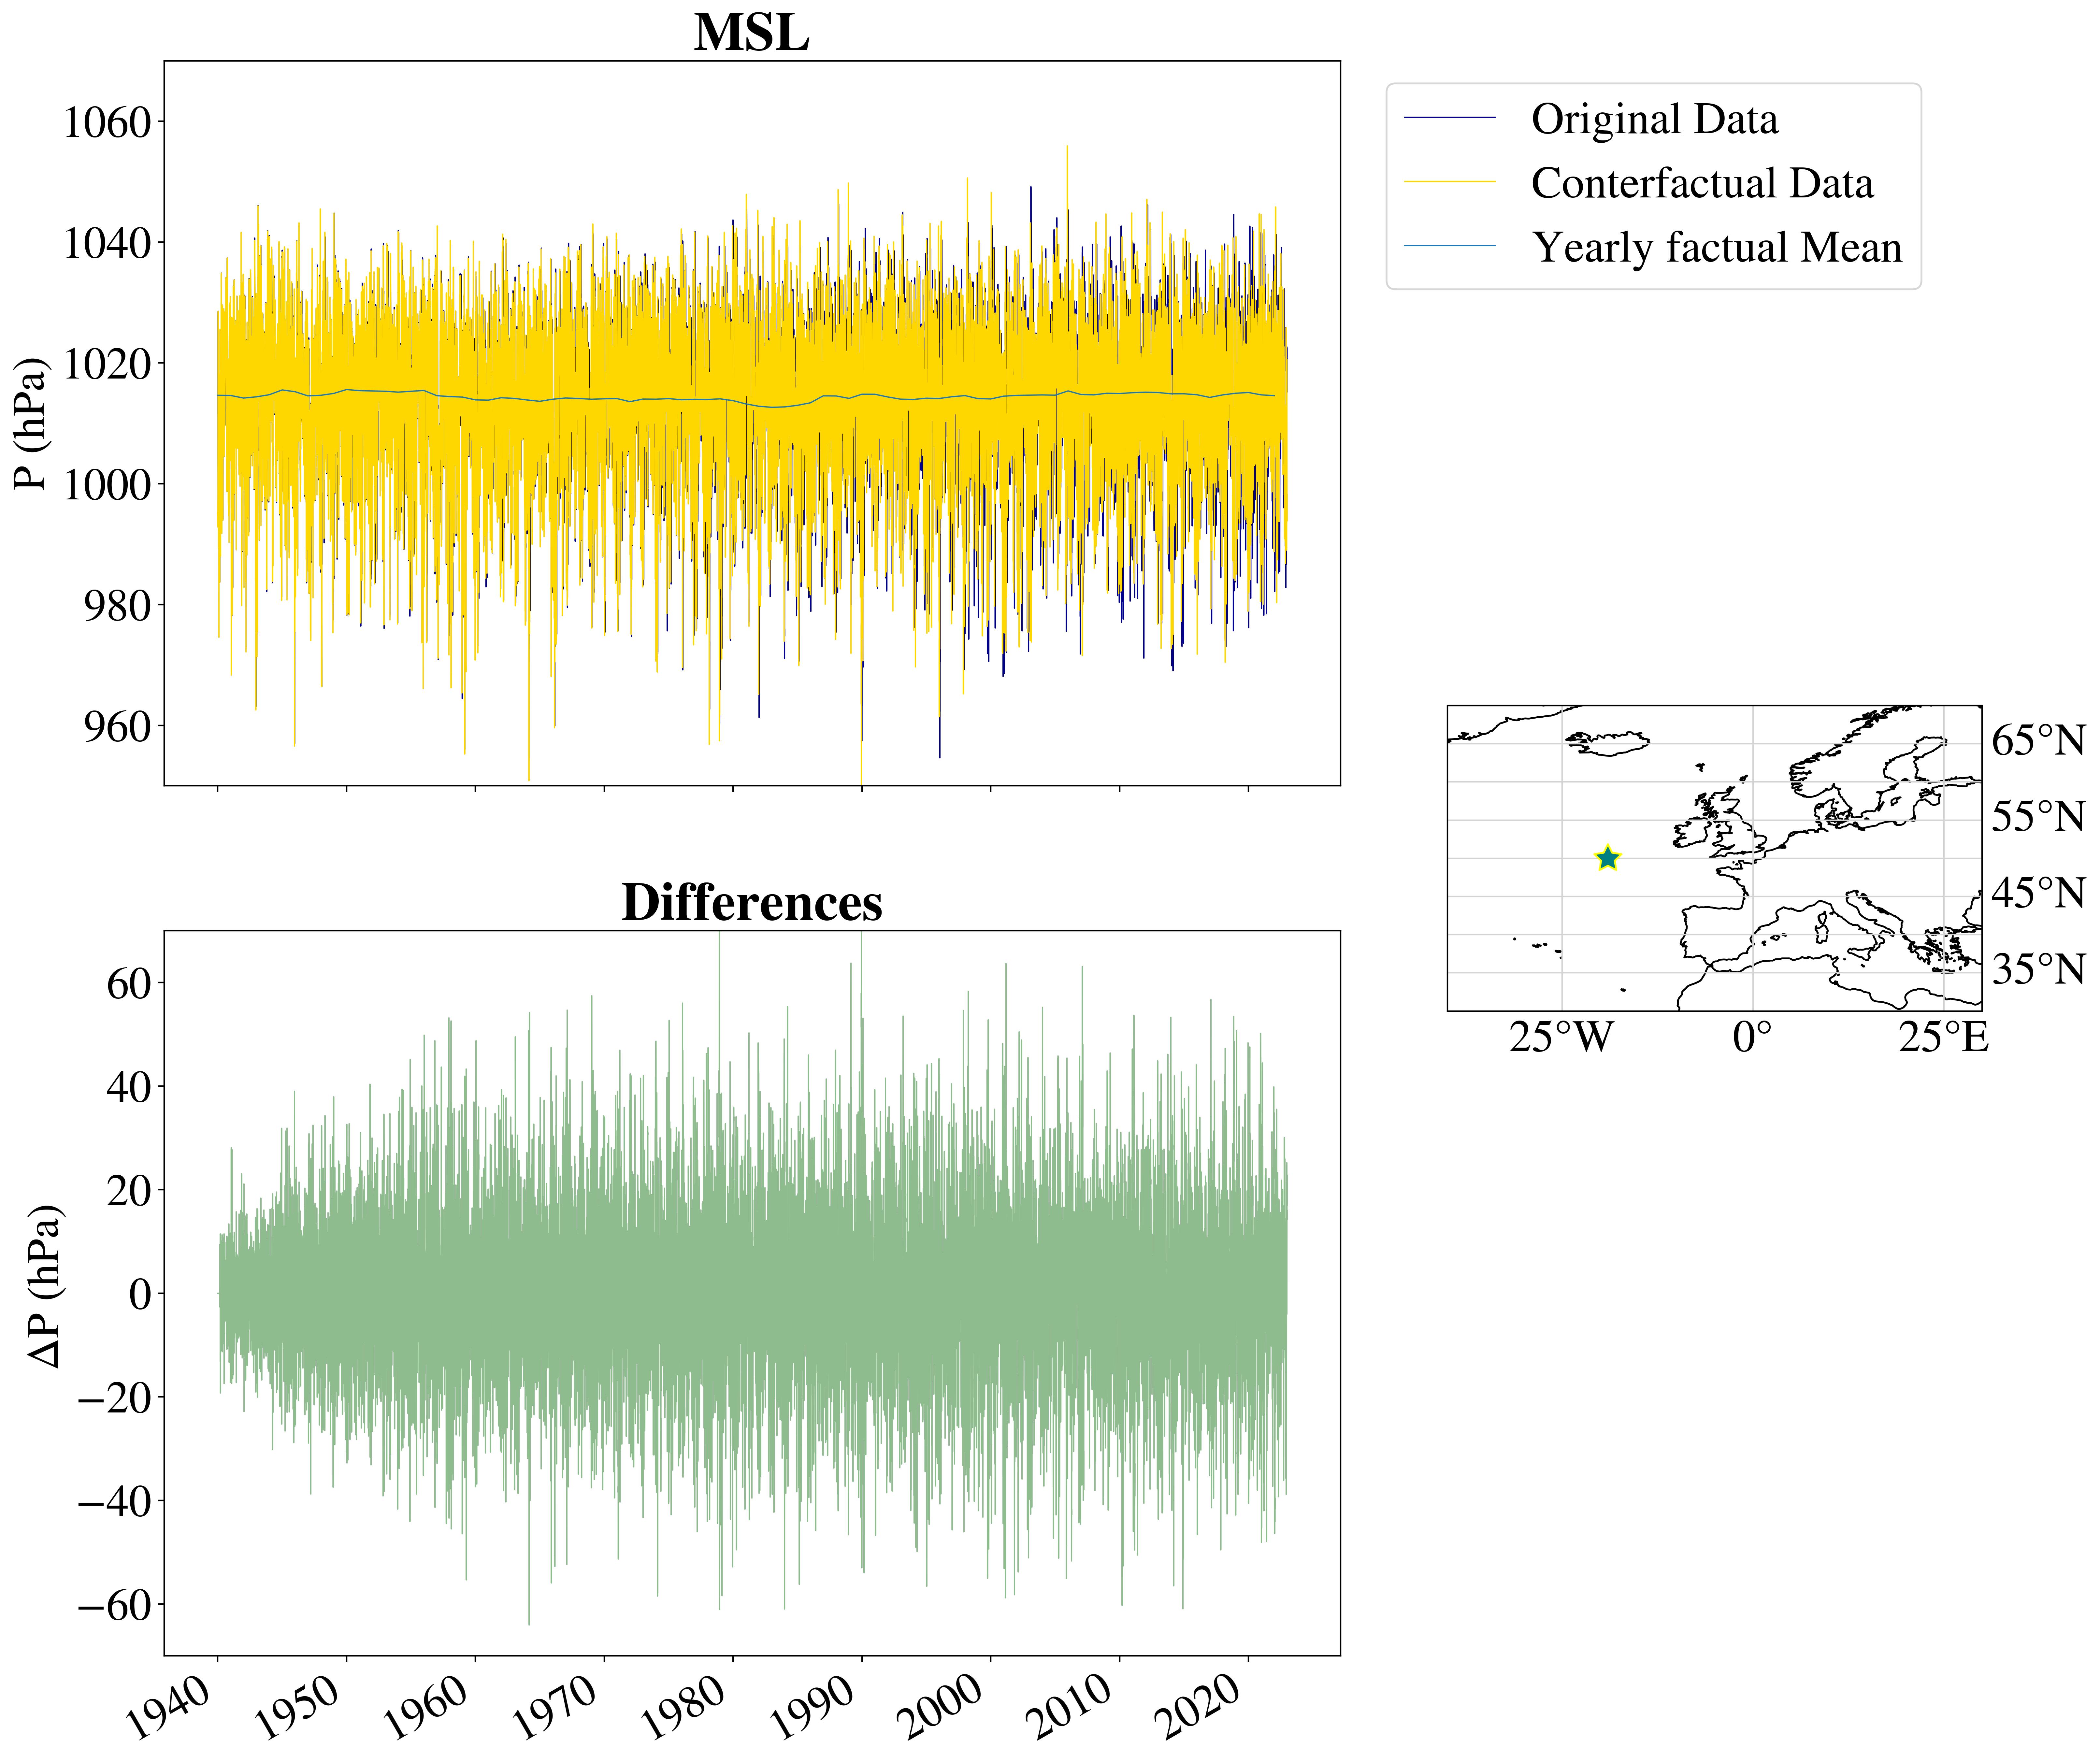 MSL
P (hPa)
1060
1040
1020
1000
980
960
Original Data
Conterfactual Data
Yearly factual Mean
65°N
55°N
45°N
35°N
25°W 0° 25°E
Differences
ΔP (hPa)
60
40
20
0
−20
−40
−60
1940 1950 1960 1970 1980 1990 2000 2010 2020